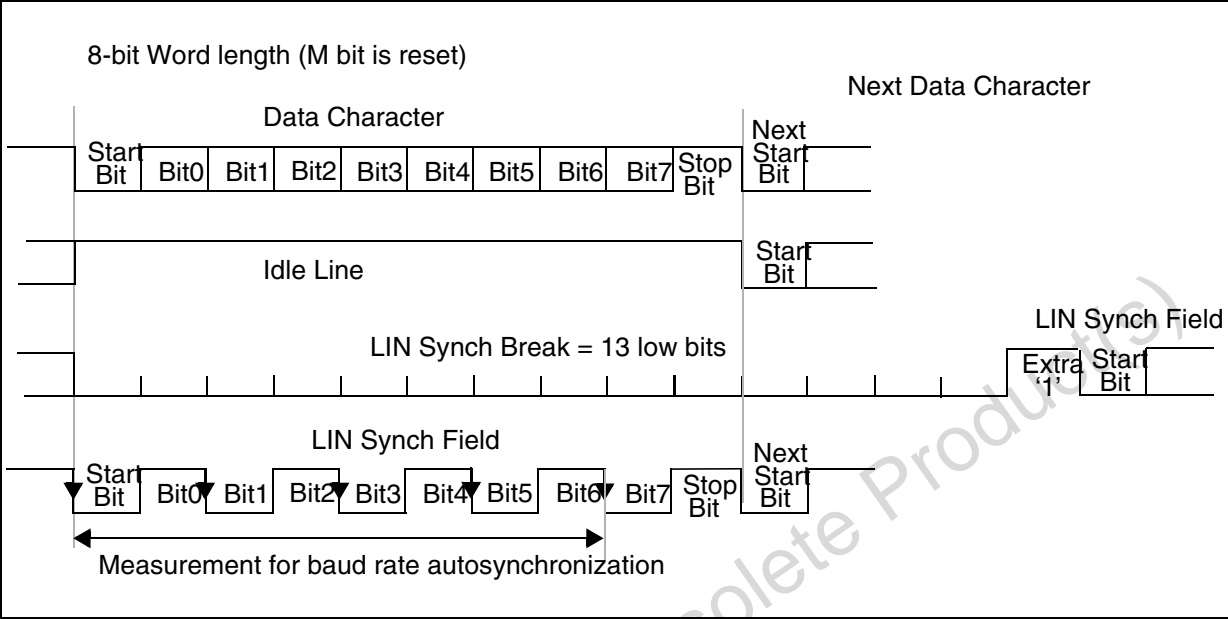 8-bit Word length (M bit is reset)
Next Data Character
Data Character
Start Bit Bit0 Bit1 Bit2 Bit3 Bit4 Bit5 Bit6 Bit7 Stop Bit Next Start Bit
Idle Line
Start Bit
LIN Synch Field
LIN Synch Break = 13 low bits
Extra '1' Start Bit
LIN Synch Field
Start Bit Bit0 Bit1 Bit2 Bit3 Bit4 Bit5 Bit6 Bit7 Stop Bit Next Start Bit
Measurement for baud rate autosynchronization
solete Product(s)